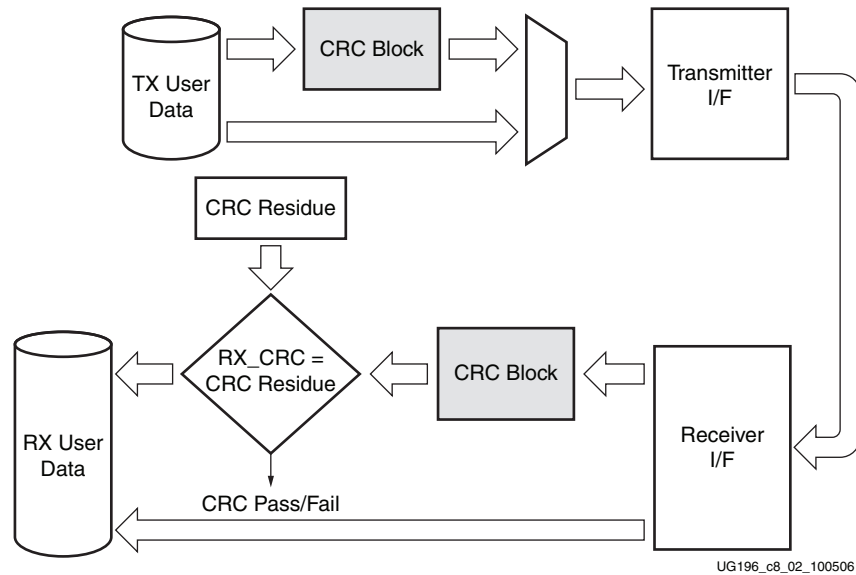 TX User
Data
CRC Block
Transmitter
I/F
CRC Residue
RX_CRC =
CRC Residue
CRC Block
RX User
Data
Receiver
I/F
CRC Pass/Fail
UG196_c8_02_100506